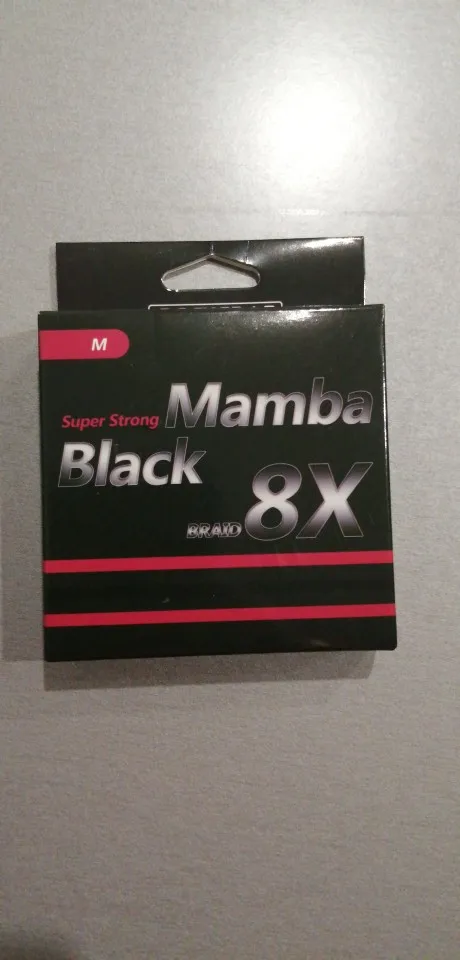 M
Super Strong Mamba
Black
BRAID 8X